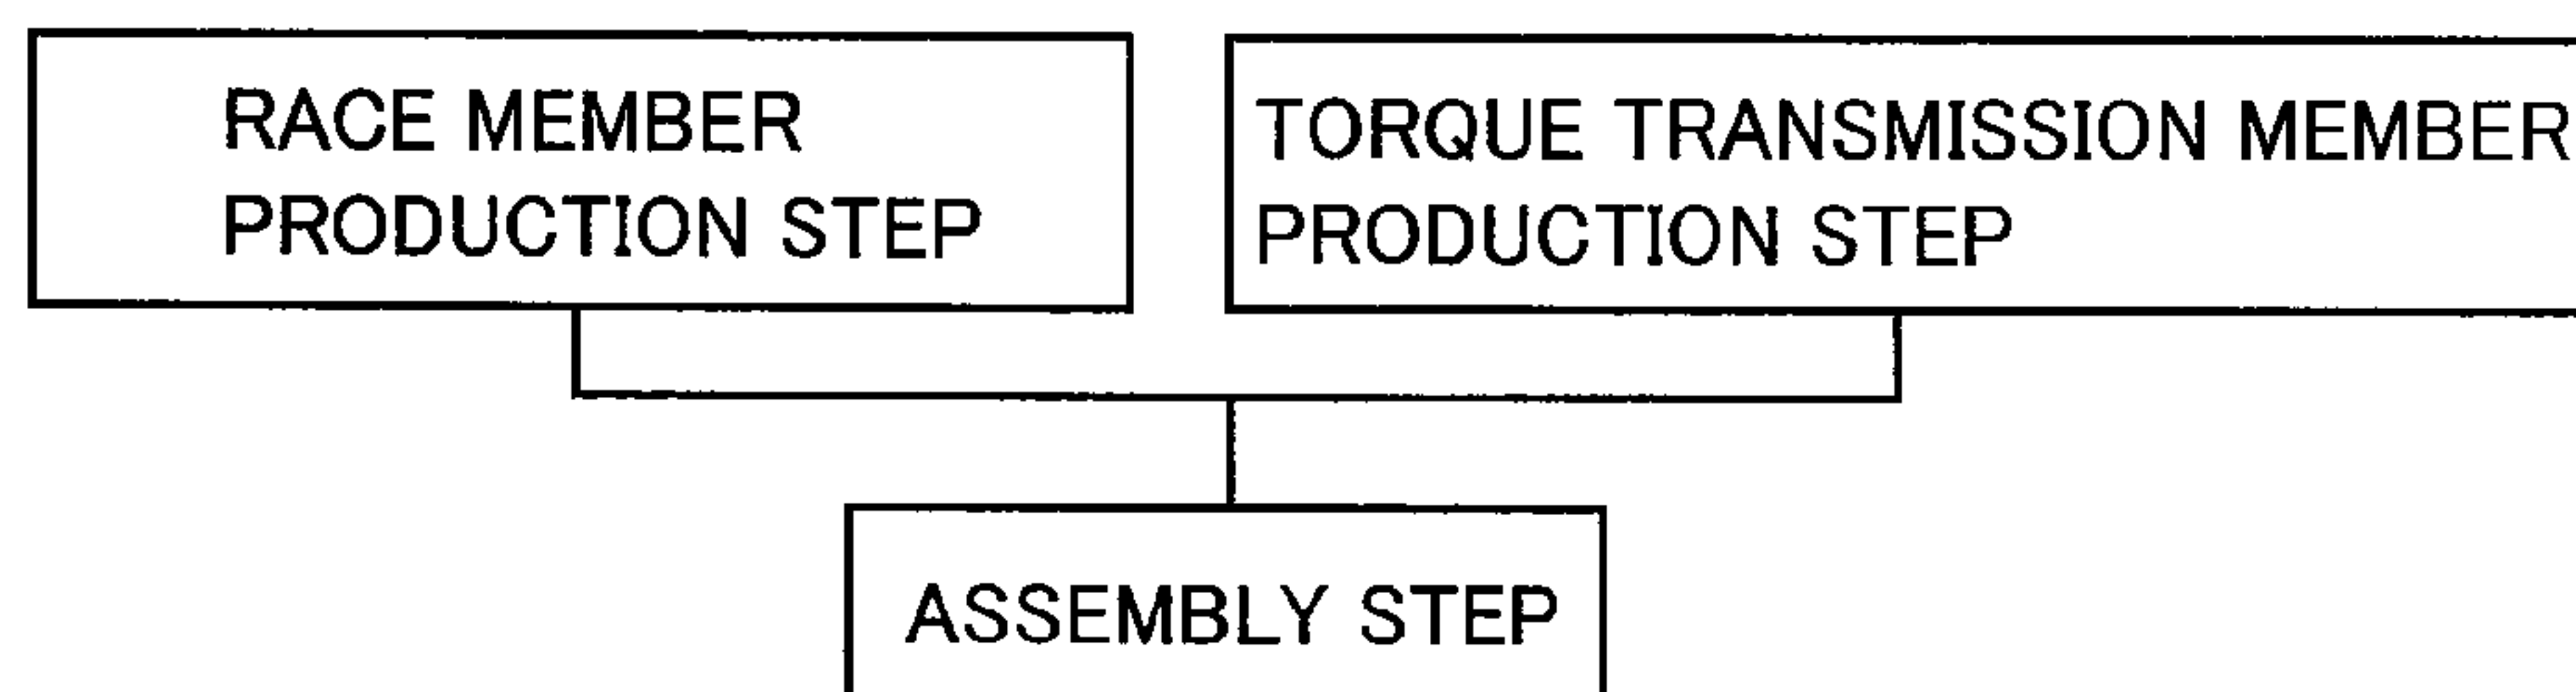 RACE MEMBER
PRODUCTION STEP
TORQUE TRANSMISSION MEMBER
PRODUCTION STEP
ASSEMBLY STEP